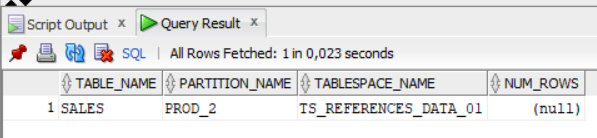 Script Output x Query Result x
SQL | All Rows Fetched: 1 in 0,023 seconds
TABLE_NAME PARTITION_NAME TABLESPACE_NAME NUM_ROWS
1 SALES PROD_2 TS_REFERENCES_DATA_01 (null)